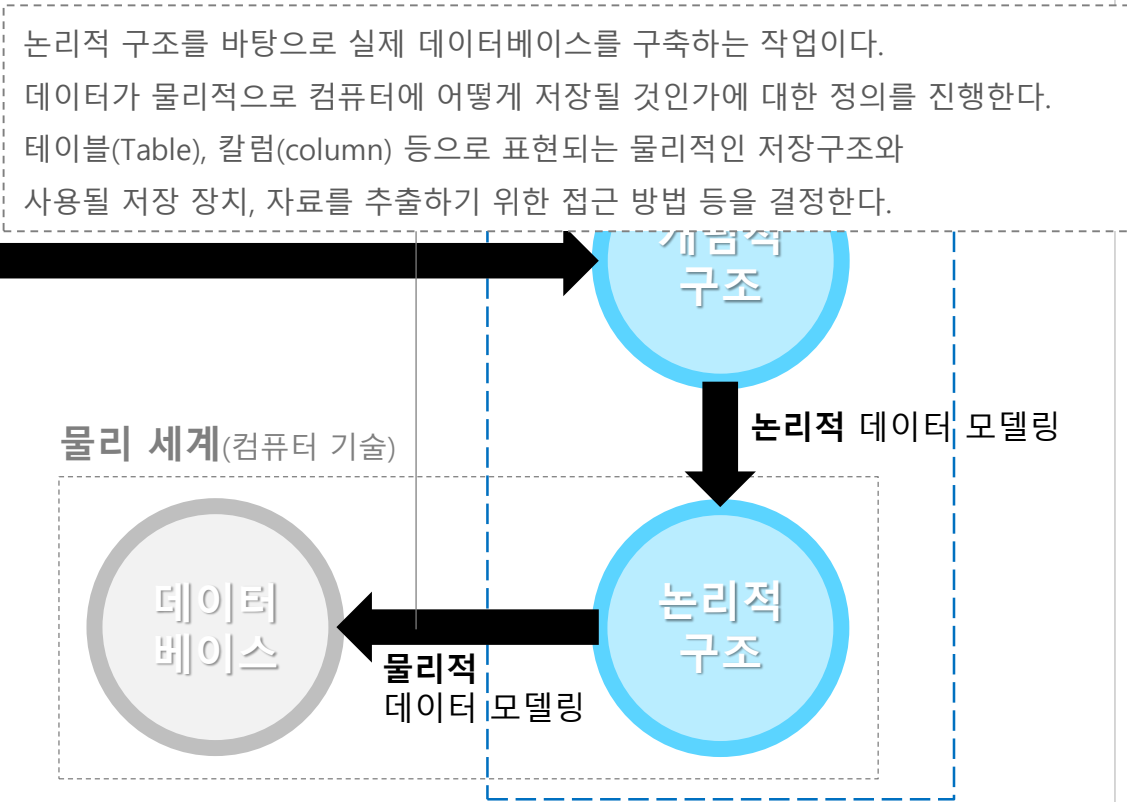 논리적 구조를 바탕으로 실제 데이터베이스를 구축하는 작업이다.
데이터가 물리적으로 컴퓨터에 어떻게 저장될 것인가에 대한 정의를 진행한다.
테이블(Table), 칼럼(column) 등으로 표현되는 물리적인 저장구조와
사용될 저장 장치, 자료를 추출하기 위한 접근 방법 등을 결정한다.
개념적
구조
논리적 데이터 모델링
물리 세계(컴퓨터 기술)
데이터
베이스
논리적
구조
물리적
데이터 모델링